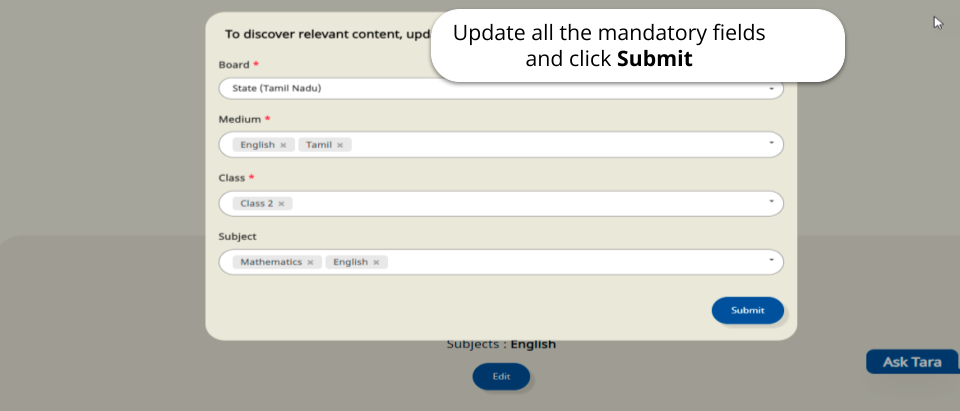 To discover relevant content, upd
Update all the mandatory fields
and click Submit
Board *
State (Tamil Nadu)
Medium *
English × Tamil ×
Class *
Class 2 ×
Subject
Mathematics × English ×
Submit
Subjects : English
Edit
Ask Tara